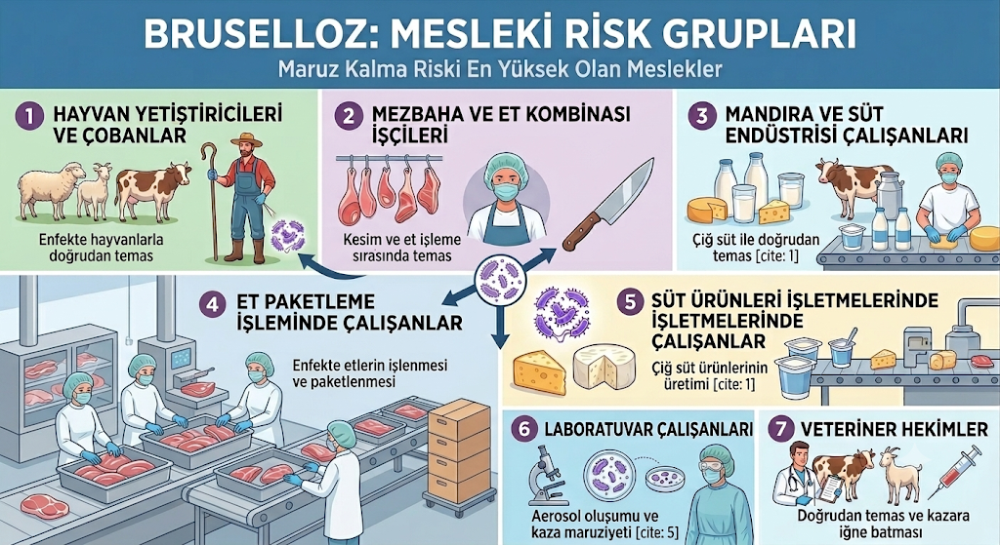 BRUSELLOZ: MESLEKİ RİSK GRUPLARI
Maruz Kalma Riski En Yüksek Olan Meslekler
1 HAYVAN YETİŞTİRİCİLERİ
VE ÇOBANLAR
Enfekte hayvanlarla
doğrudan temas
2 MEZBAHA VE ET KOMBİNASI
İŞÇİLERİ
Kesim ve et işleme
sırasında temas
3 MANDIRA VE SÜT
ENDÜSTRİSİ ÇALIŞANLARI
Çiğ süt ile doğrudan
temas [cite: 1]
4 ET PAKETLEME
İŞLEMİNDE ÇALIŞANLAR
Enfekte etlerin işlenmesi
ve paketlenmesi
5 SÜT ÜRÜNLERİ İŞLETMELERİNDE
İŞLETMELERİNDE
ÇALIŞANLAR
Çiğ süt ürünlerinin
üretimi [cite: 1]
6 LABORATUVAR ÇALIŞANLARI
Aerosol oluşumu ve
kaza maruziyeti [cite: 5]
7 VETERİNER HEKİMLER
Doğrudan temas ve kazara
iğne batması